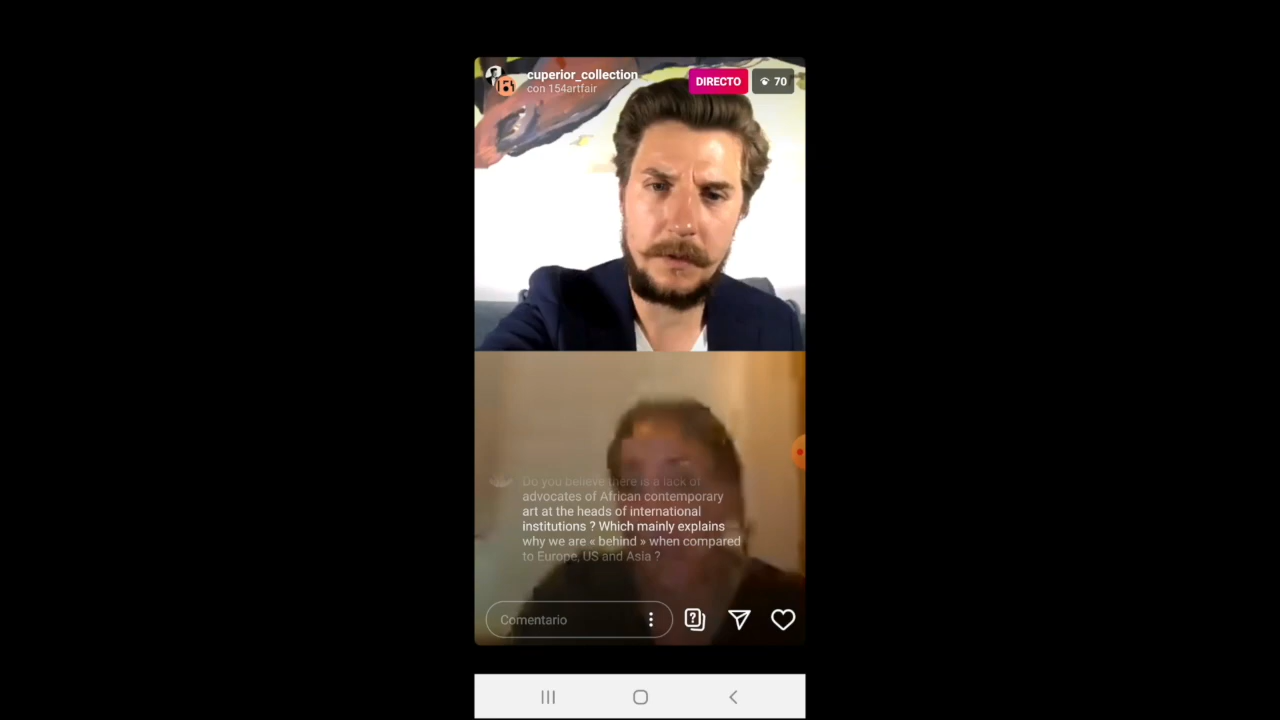 cuperior_collection
con 154artfair
DIRECTO
70
Do you believe there is a lack of
advocates of African contemporary
art at the heads of international
institutions ? Which mainly explains
why we are « behind » when compared
to Europe, US and Asia ?
Comentario